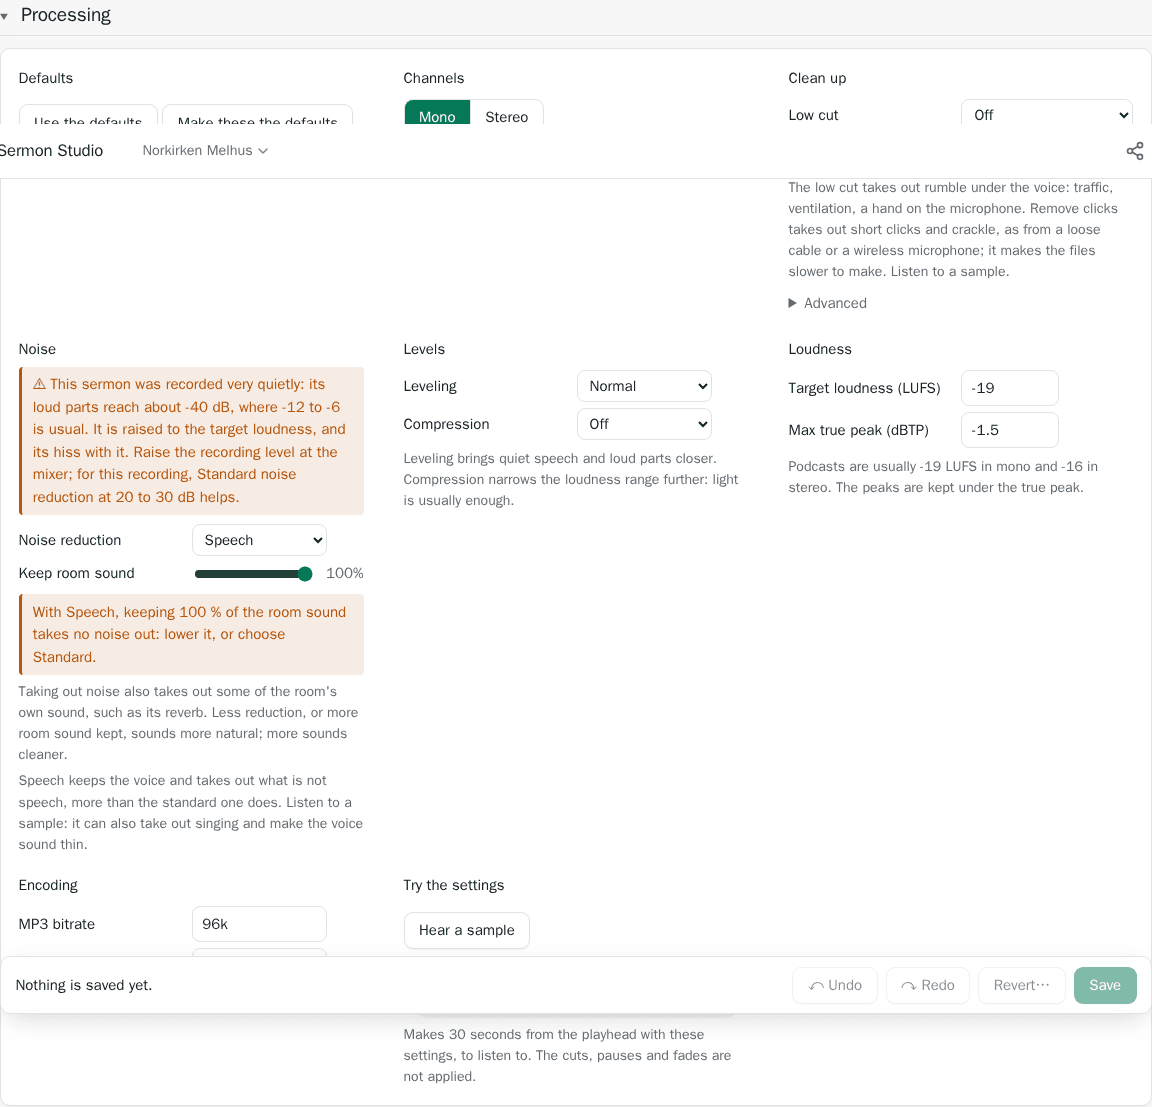 Processing
Defaults
Use the defaults
Make these the defaults
Channels
Mono
Stereo
Clean up
Low cut
Off
Sermon Studio
Norkirken Melhus
The low cut takes out rumble under the voice: traffic,
ventilation, a hand on the microphone. Remove clicks
takes out short clicks and crackle, as from a loose
cable or a wireless microphone; it makes the files
slower to make. Listen to a sample.
Advanced
Noise
⚠ This sermon was recorded very quietly: its
loud parts reach about -40 dB, where -12 to -6
is usual. It is raised to the target loudness, and
its hiss with it. Raise the recording level at the
mixer; for this recording, Standard noise
reduction at 20 to 30 dB helps.
Noise reduction
Speech
Keep room sound
100%
With Speech, keeping 100 % of the room sound
takes no noise out: lower it, or choose
Standard.
Taking out noise also takes out some of the room's
own sound, such as its reverb. Less reduction, or more
room sound kept, sounds more natural; more sounds
cleaner.
Speech keeps the voice and takes out what is not
speech, more than the standard one does. Listen to a
sample: it can also take out singing and make the voice
sound thin.
Levels
Leveling
Normal
Compression
Off
Leveling brings quiet speech and loud parts closer.
Compression narrows the loudness range further: light
is usually enough.
Loudness
Target loudness (LUFS)
-19
Max true peak (dBTP)
-1.5
Podcasts are usually -19 LUFS in mono and -16 in
stereo. The peaks are kept under the true peak.
Encoding
MP3 bitrate
96k
Try the settings
Hear a sample
Nothing is saved yet.
Undo
Redo
Revert…
Save
Makes 30 seconds from the playhead with these
settings, to listen to. The cuts, pauses and fades are
not applied.